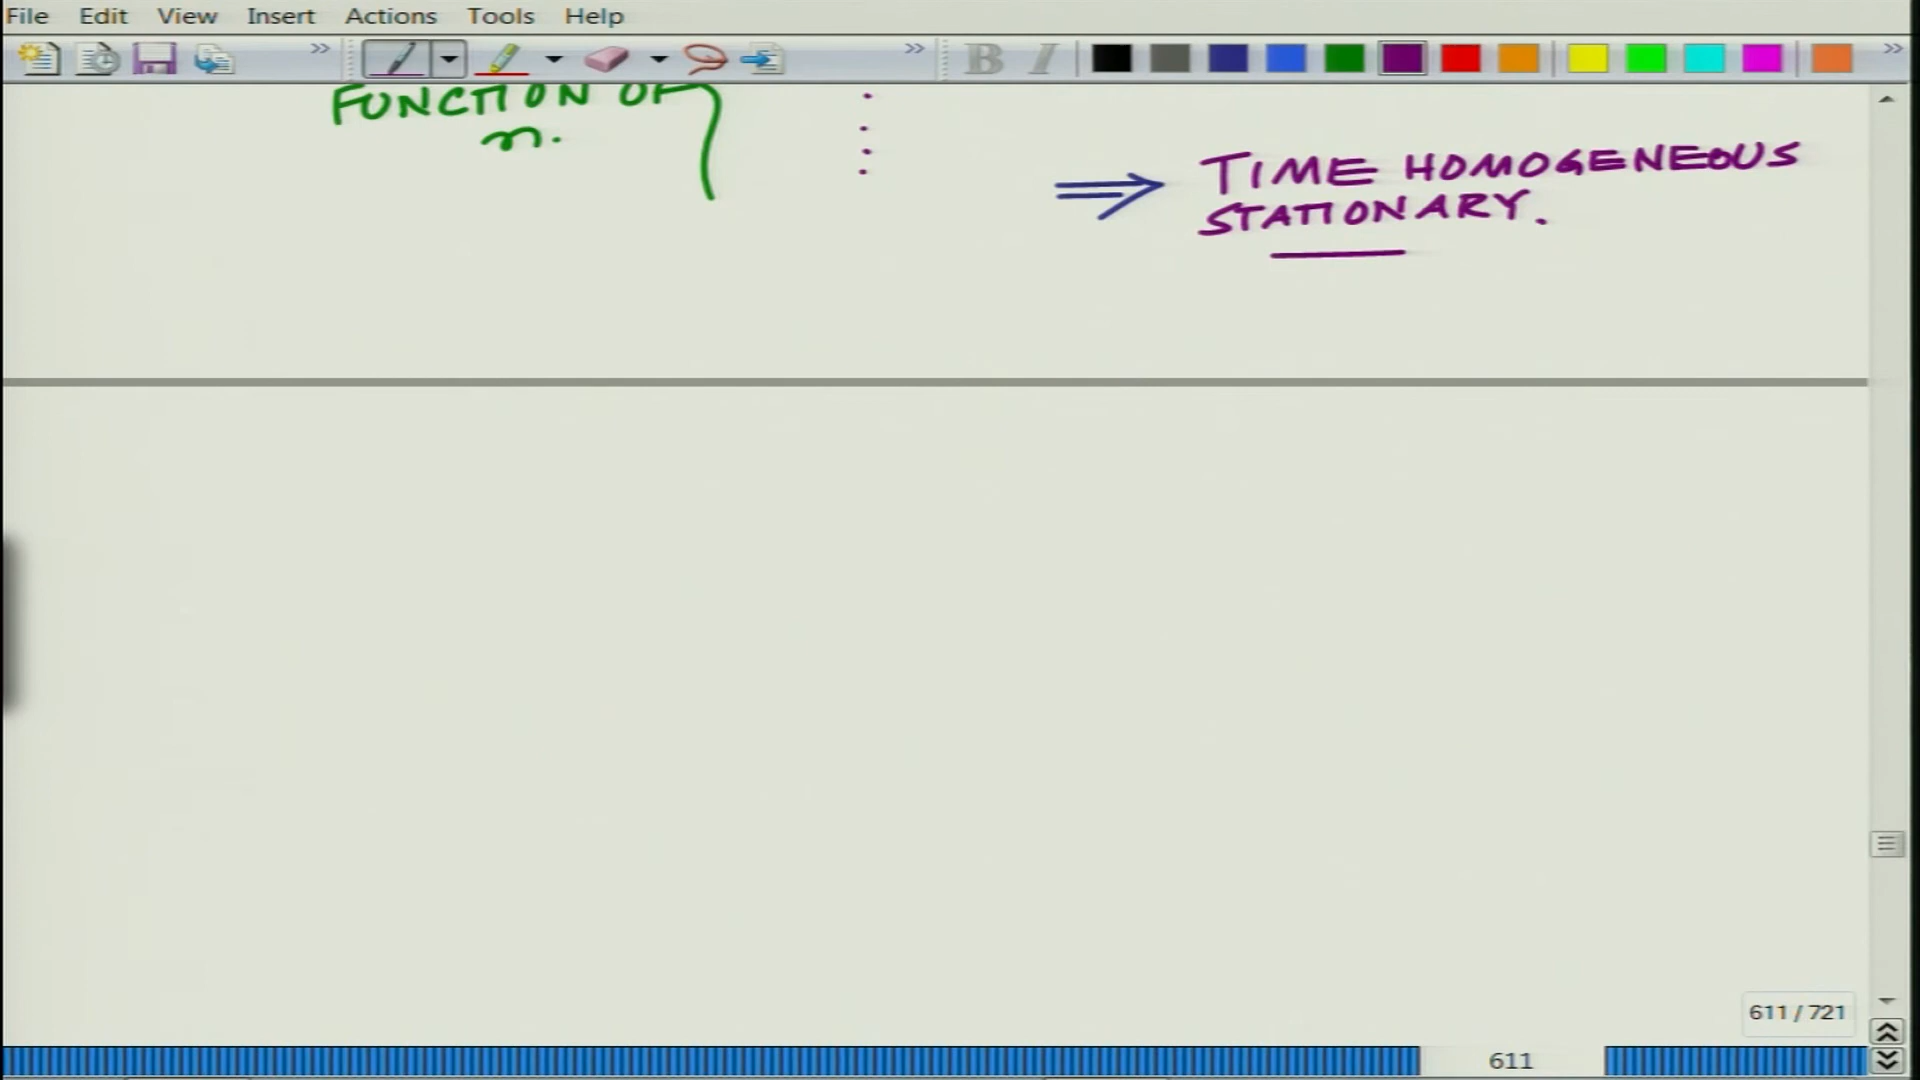 File Edit View Insert Actions Tools Help
B I
FUNCTION OF
n.
⇒ TIME HOMOGENEOUS
STATIONARY.
611 / 721
611